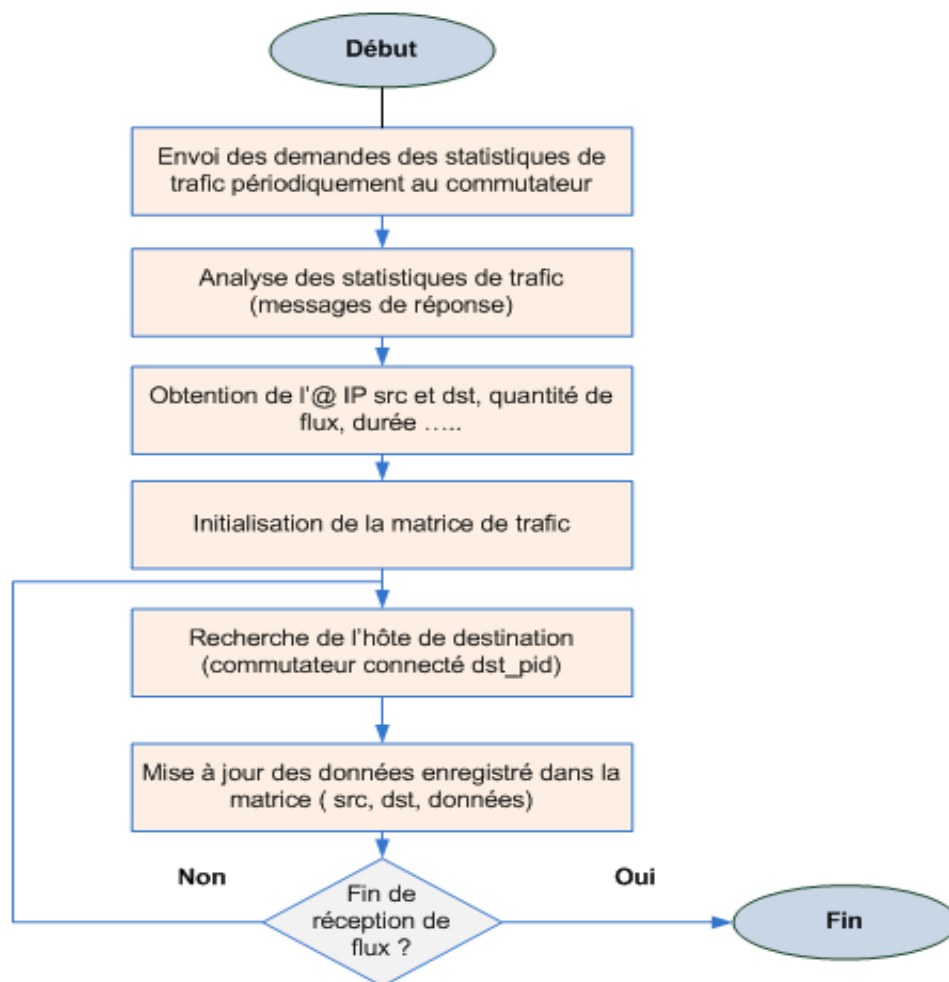 Début
Envoi des demandes des statistiques de
trafic périodiquement au commutateur
Analyse des statistiques de trafic
(messages de réponse)
Obtention de l'@ IP src et dst, quantité de
flux, durée .....
Initialisation de la matrice de trafic
Recherche de l'hôte de destination
(commutateur connecté dst_pid)
Mise à jour des données enregistré dans la
matrice ( src, dst, données)
Non
Oui
Fin de
réception de
flux ?
Fin